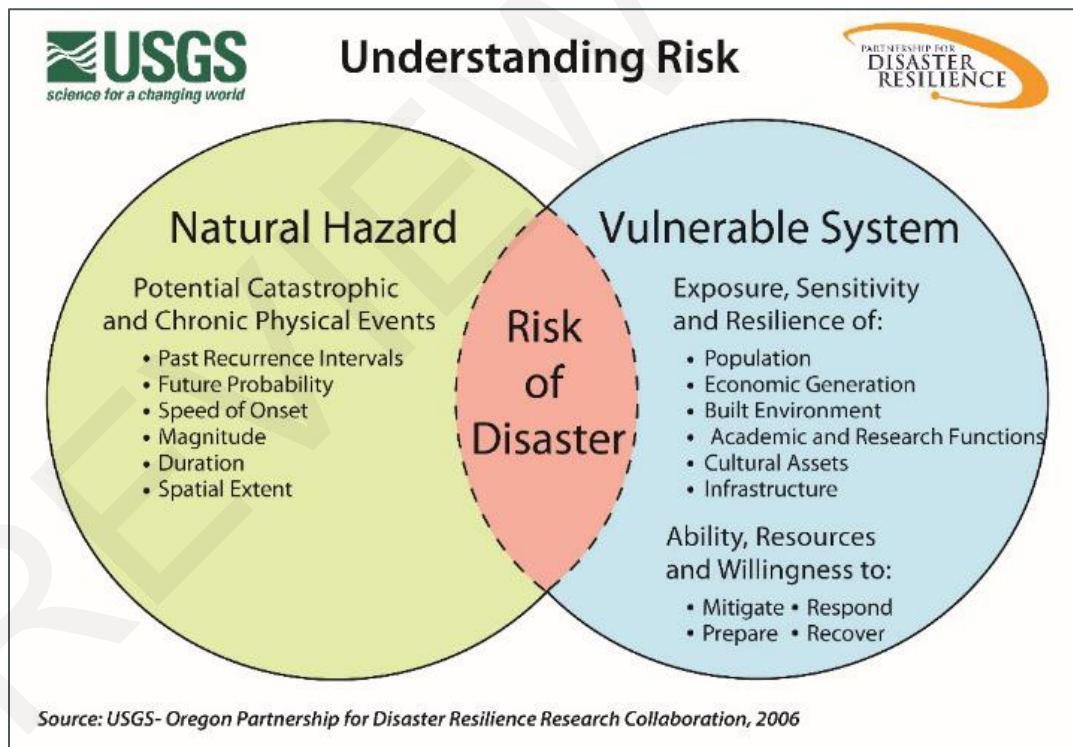 USGS
science for a changing world
Understanding Risk
PARTNERSHIP FOR
DISASTER
RESILIENCE
Natural Hazard
Potential Catastrophic
and Chronic Physical Events
• Past Recurrence Intervals
• Future Probability
• Speed of Onset
• Magnitude
• Duration
• Spatial Extent
Risk
of
Disaster
Vulnerable System
Exposure, Sensitivity
and Resilience of:
• Population
• Economic Generation
• Built Environment
• Academic and Research Functions
• Cultural Assets
• Infrastructure
Ability, Resources
and Willingness to:
• Mitigate • Respond
• Prepare • Recover
Source: USGS- Oregon Partnership for Disaster Resilience Research Collaboration, 2006
REVIEW